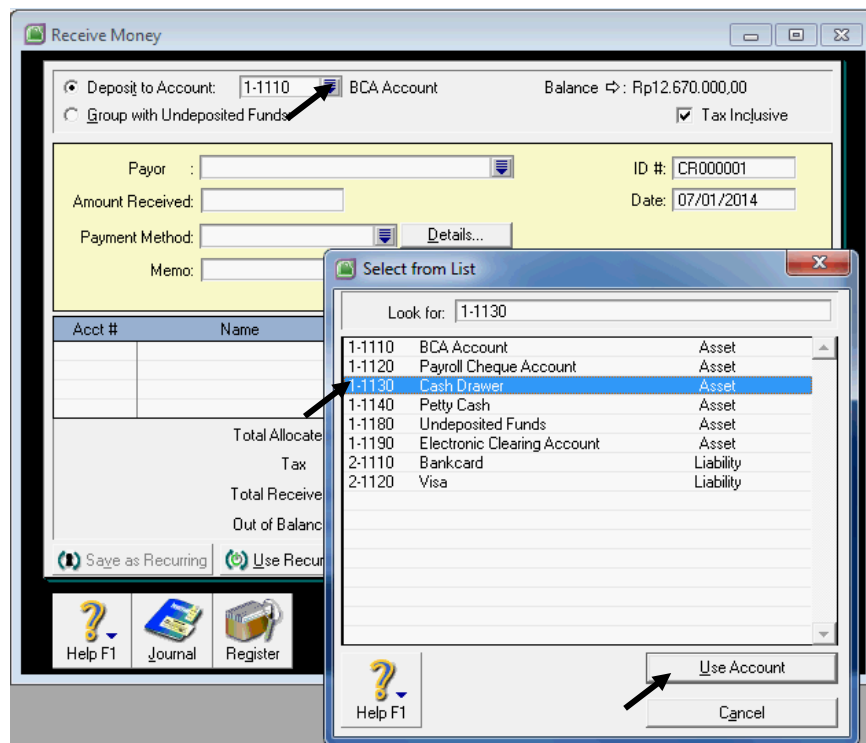 Receive Money
Deposit to Account: 1-1110 BCA Account Balance ⇨: Rp12.670.000,00
Group with Undeposited Funds Tax Inclusive
Payor : ID #: CR000001
Amount Received: Date: 07/01/2014
Payment Method: Details...
Memo:
Acct # Name
Total Allocate
Tax
Total Receive
Out of Balanc
Save as Recurring Use Recur
Help F1 Journal Register
Select from List
Look for: 1-1130
1-1110 BCA Account Asset
1-1120 Payroll Cheque Account Asset
1-1130 Cash Drawer Asset
1-1140 Petty Cash Asset
1-1180 Undeposited Funds Asset
1-1190 Electronic Clearing Account Asset
2-1110 Bankcard Liability
2-1120 Visa Liability
Use Account
Help F1 Cancel